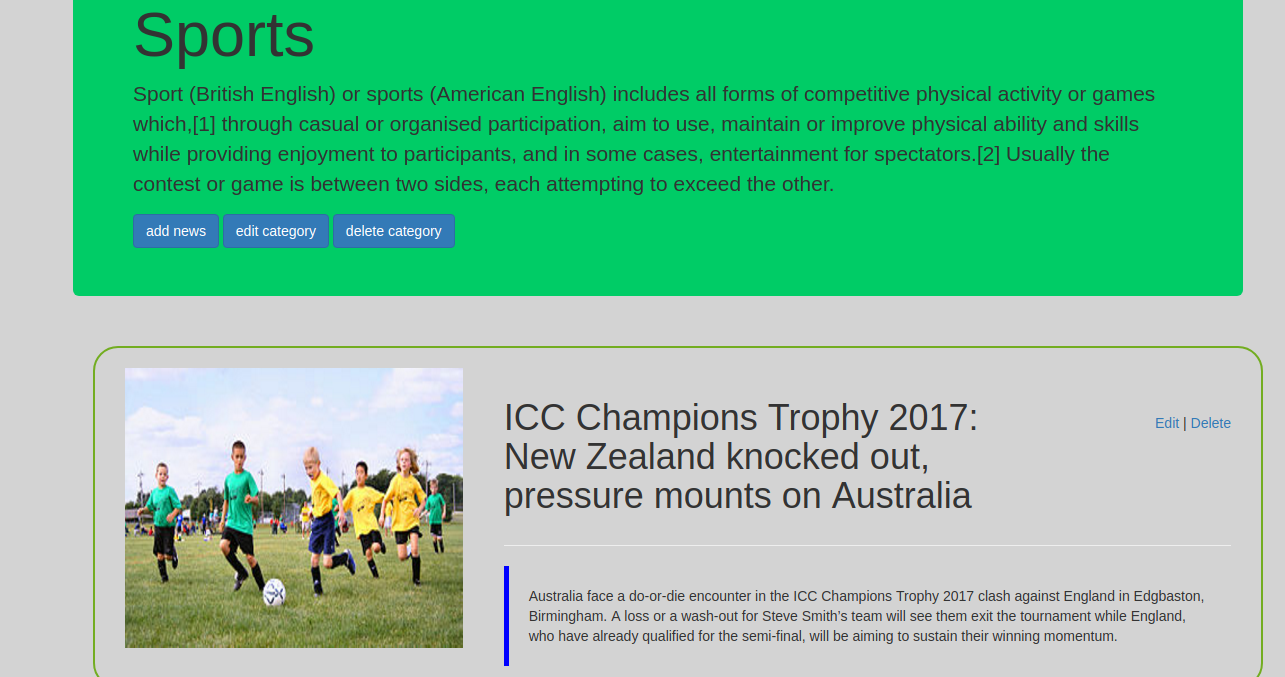 Sports
Sport (British English) or sports (American English) includes all forms of competitive physical activity or games
which,[1] through casual or organised participation, aim to use, maintain or improve physical ability and skills
while providing enjoyment to participants, and in some cases, entertainment for spectators.[2] Usually the
contest or game is between two sides, each attempting to exceed the other.
add news edit category delete category
ICC Champions Trophy 2017:
New Zealand knocked out,
pressure mounts on Australia
Edit | Delete
Australia face a do-or-die encounter in the ICC Champions Trophy 2017 clash against England in Edgbaston,
Birmingham. A loss or a wash-out for Steve Smith’s team will see them exit the tournament while England,
who have already qualified for the semi-final, will be aiming to sustain their winning momentum.